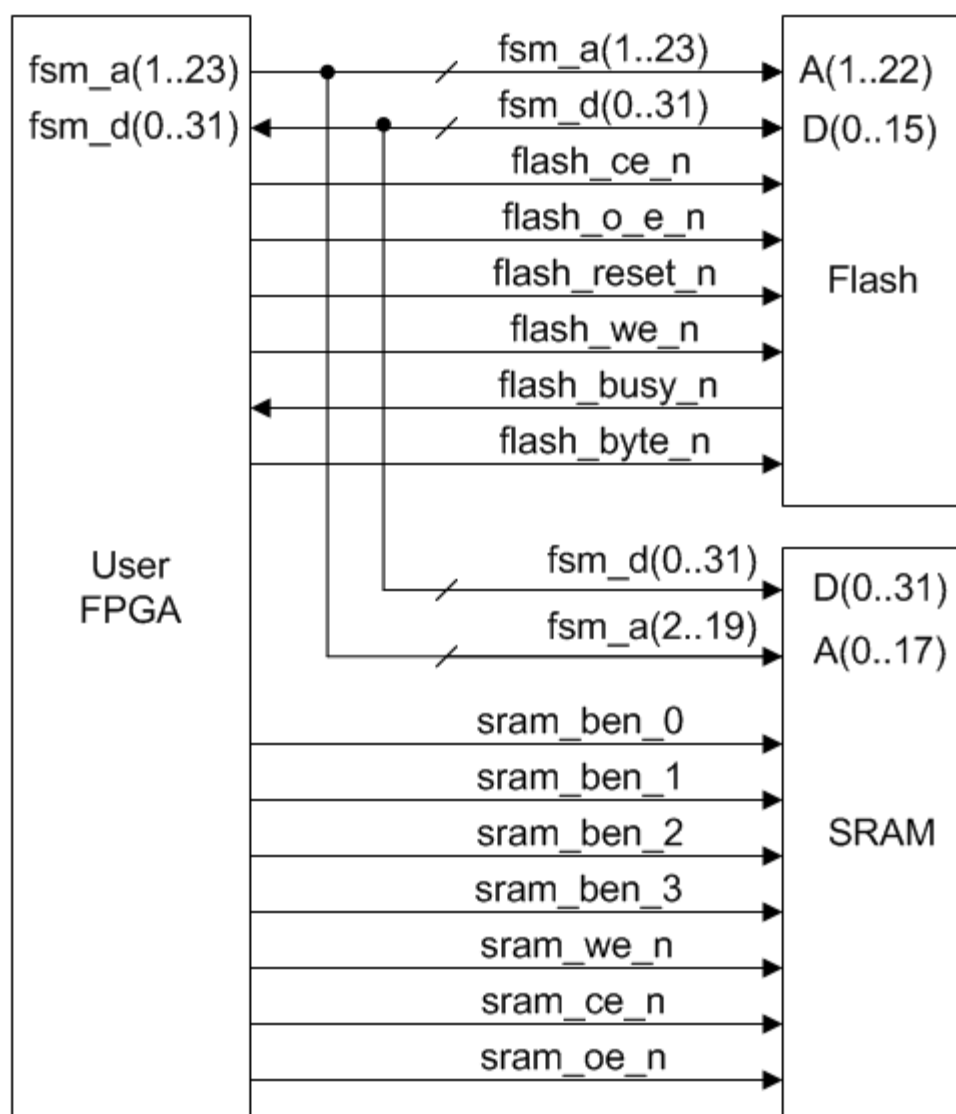 fsm_a(1..23)
fsm_a(1..23)
A(1..22)
fsm_d(0..31)
fsm_d(0..31)
D(0..15)
flash_ce_n
flash_o_e_n
flash_reset_n
Flash
flash_we_n
flash_busy_n
flash_byte_n
User
FPGA
fsm_d(0..31)
D(0..31)
fsm_a(2..19)
A(0..17)
sram_ben_0
sram_ben_1
sram_ben_2
SRAM
sram_ben_3
sram_we_n
sram_ce_n
sram_oe_n